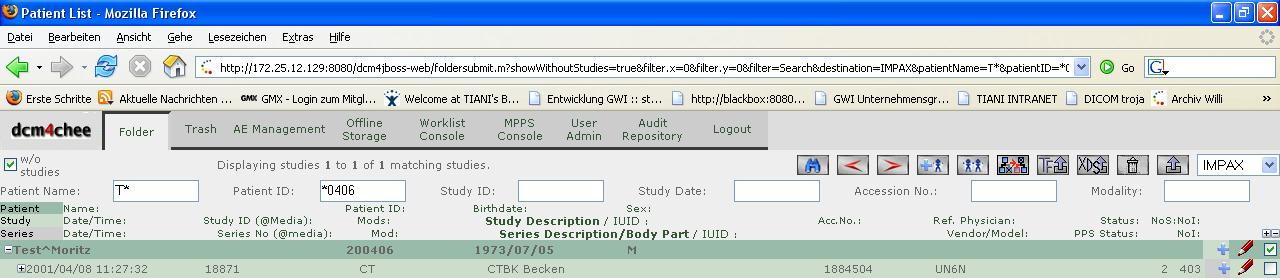 Patient List - Mozilla Firefox
Datei Bearbeiten Ansicht Gehe Lesezeichen Extras Hilfe
http://172.25.12.129:8080/dcm4jboss-web/foldersubmit.m?showWithoutStudies=true&filter.x=0&filter.y=0&filter=Search&destination=IMPAX&patientName=T*&patientID=*0 Go G
Erste Schritte Aktuelle Nachrichten ... GMX GMX - Login zum Mitgl... Welcome at TIANI's B... Entwicklung GWI :: st... http://blackbox:8080... GWI Unternehmensgr... TIANI INTRANET DICOM troja Archiv Willi »
dcm4chee Folder Trash AE Management Offline Storage Worklist Console MPPS Console User Admin Audit Repository Logout
w/o studies Displaying studies 1 to 1 of 1 matching studies. TF XDS IMPAX
Patient Name: T* Patient ID: *0406 Study ID: Study Date: Accession No.: Modality:
Patient Name: Patient ID: Birthdate: Sex:
Study Date/Time: Study ID (@Media): Mods: Study Description / IUID : Acc.No.: Ref. Physician: Status: NoS: NoI:
Series Date/Time: Series No (@media): Mod: Series Description/Body Part / IUID : Vendor/Model: PPS Status: NoI:
Test^Moritz 200406 1973/07/05 M
2001/04/08 11:27:32 18871 CT CTBK Becken 1884504 UN6N 2 403